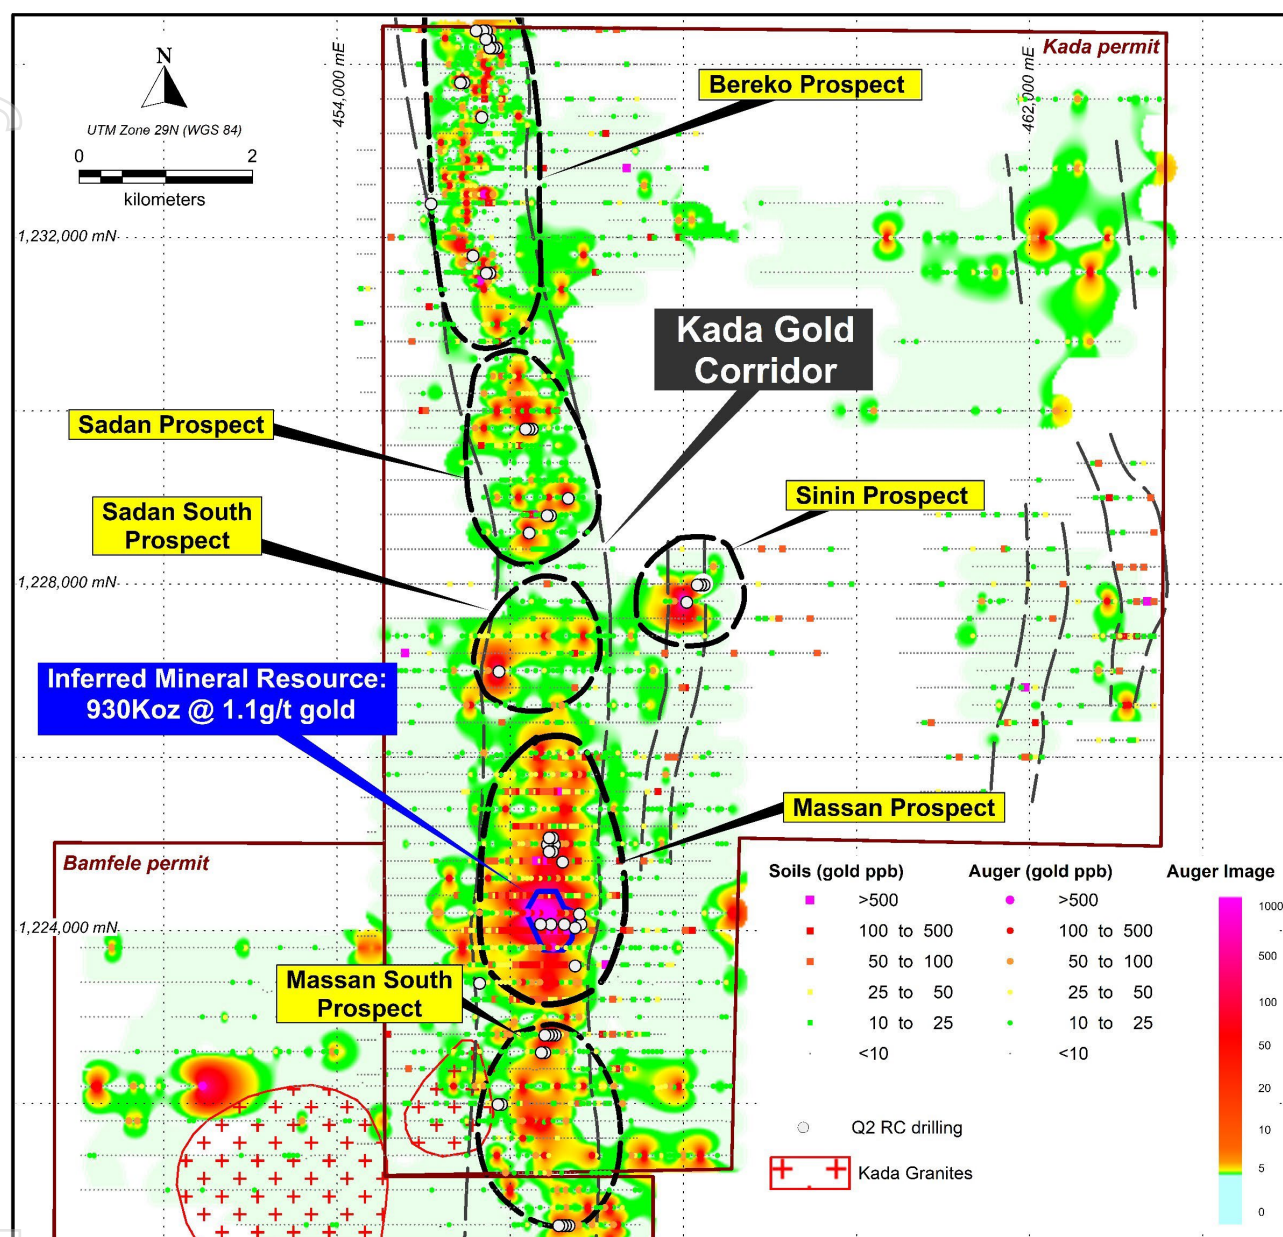 Kada permit
454,000 mE
462,000 mE
N
UTM Zone 29N (WGS 84)
0 2
kilometers
Bereko Prospect
1,232,000 mN
Kada Gold
Corridor
Sadan Prospect
Sinin Prospect
Sadan South
Prospect
1,228,000 mN
Inferred Mineral Resource:
930Koz @ 1.1g/t gold
Massan Prospect
Bamfele permit
1,224,000 mN
Massan South
Prospect
Soils (gold ppb) Auger (gold ppb) Auger Image
>500 >500 1000
100 to 500 100 to 500 500
50 to 100 50 to 100 100
25 to 50 25 to 50 50
10 to 25 10 to 25 20
<10 <10 10
5
0
Q2 RC drilling
Kada Granites